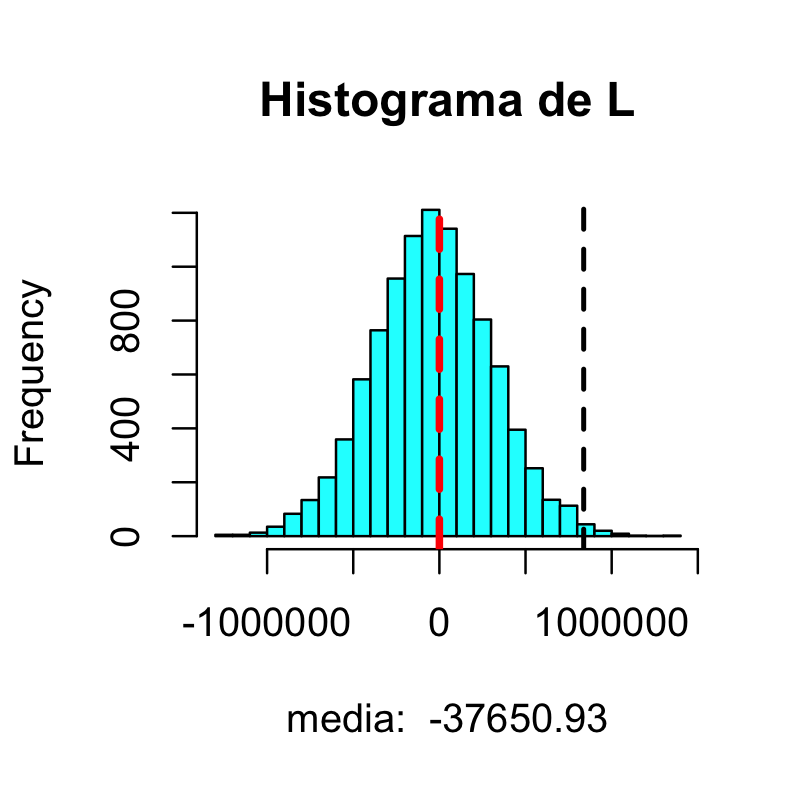 Histograma de L
Frequency
800
400
0
-1000000 0 1000000
media: -37650.93